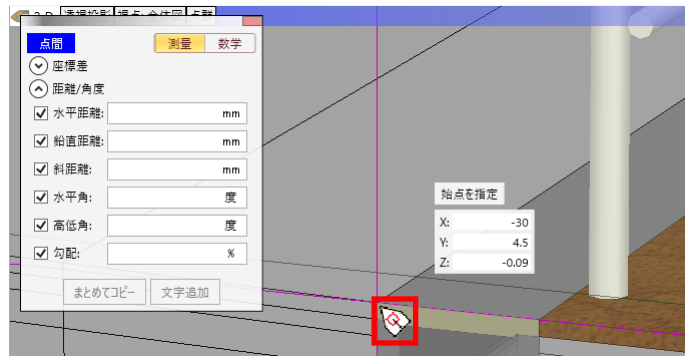 点間
測量 数学
座標差
距離/角度
水平距離: mm
鉛直距離: mm
斜距離: mm
水平角: 度
高低角: 度
勾配: %
まとめてコピー 文字追加
始点を指定
X: -30
Y: 4.5
Z: -0.09